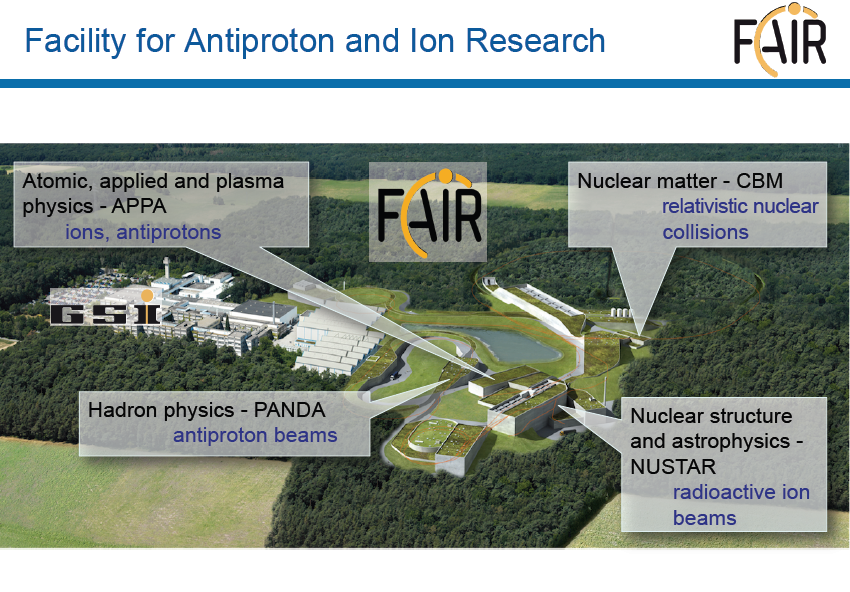 Facility for Antiproton and Ion Research
FAIR
Atomic, applied and plasma
physics - APPA
ions, antiprotons
FAIR
Nuclear matter - CBM
relativistic nuclear
collisions
GSI
Hadron physics - PANDA
antiproton beams
Nuclear structure
and astrophysics -
NUSTAR
radioactive ion
beams